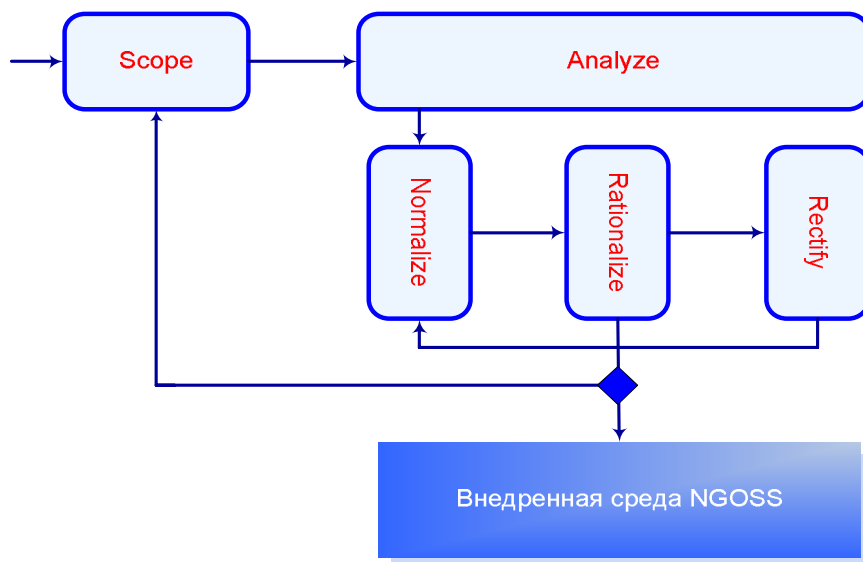 Scope
Analyze
Normalize
Rationalize
Rectify
Внедренная среда NGOSS